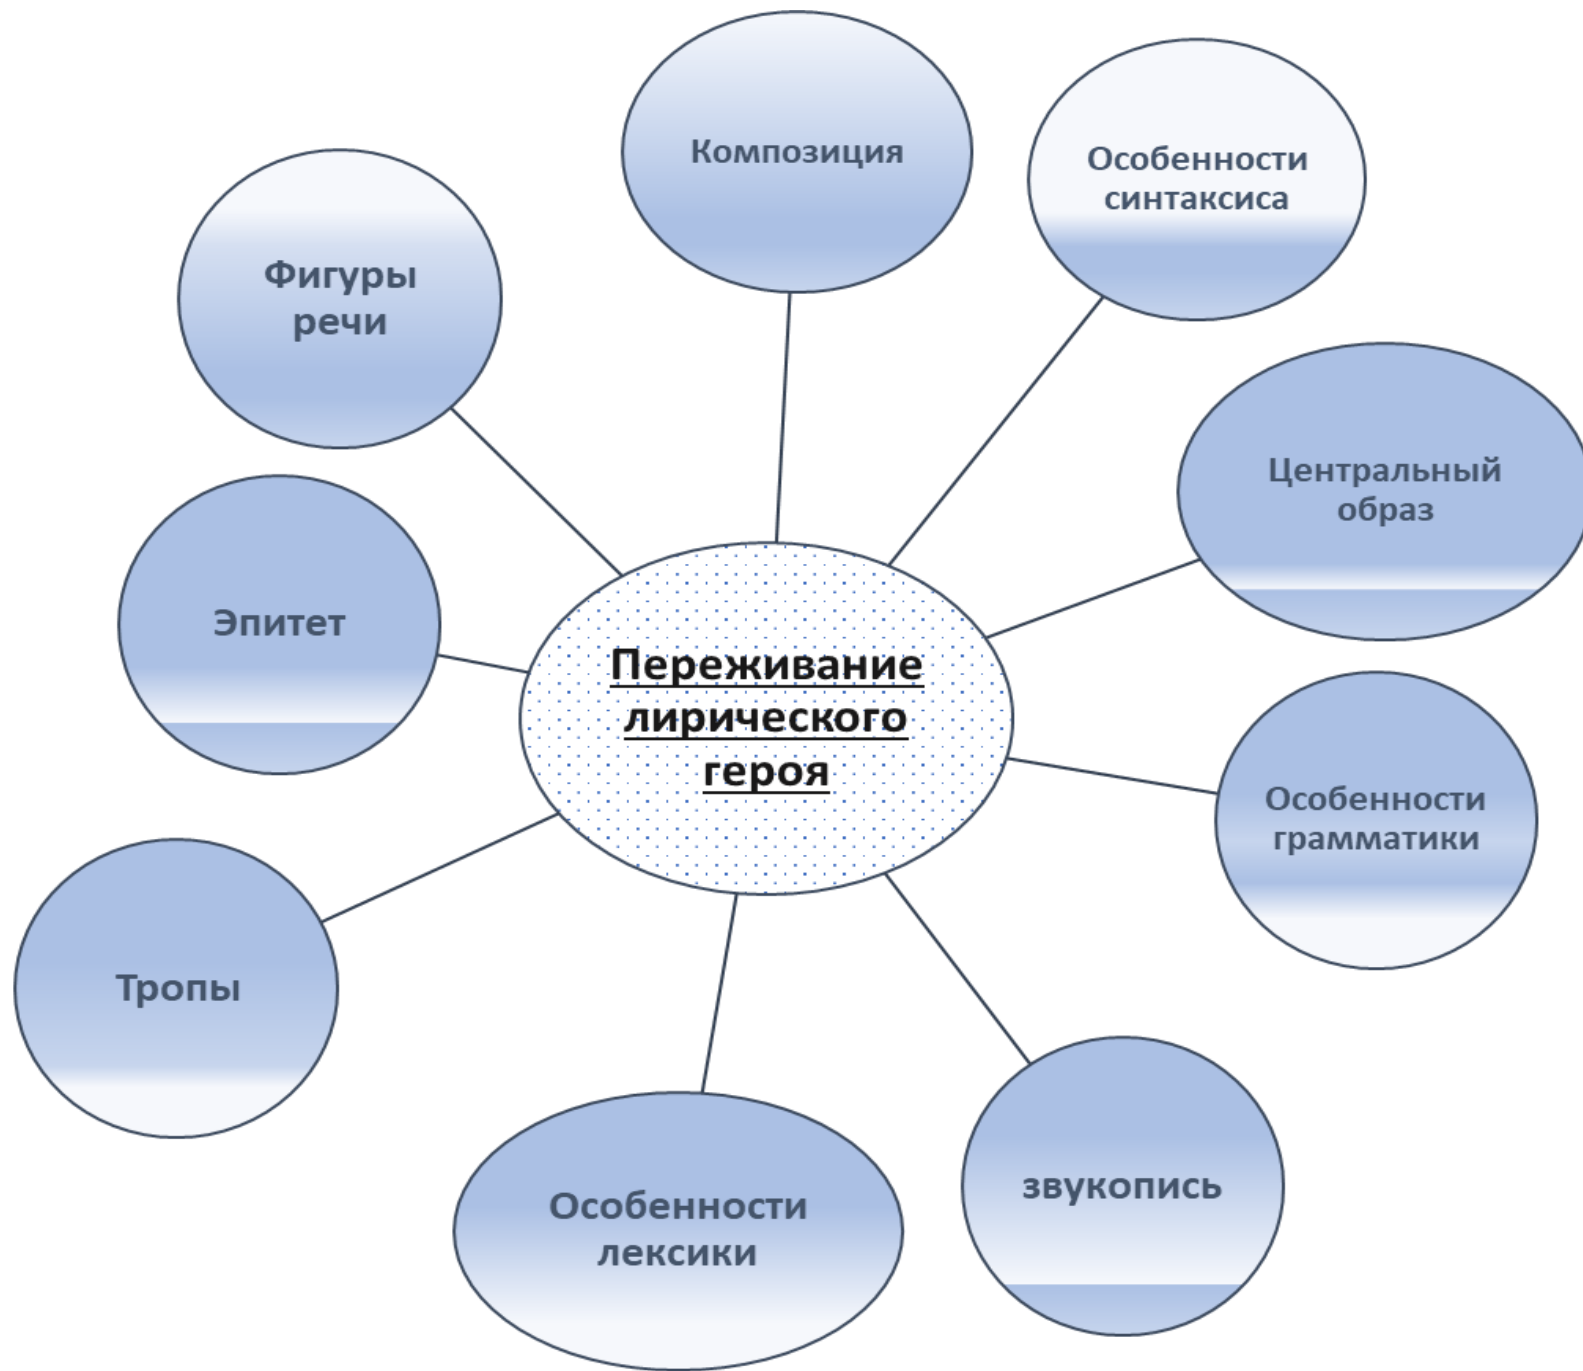 Композиция
Особенности
синтаксиса
Фигуры
речи
Центральный
образ
Эпитет
Переживание
лирического
героя
Особенности
грамматики
Тропы
звукопись
Особенности
лексики